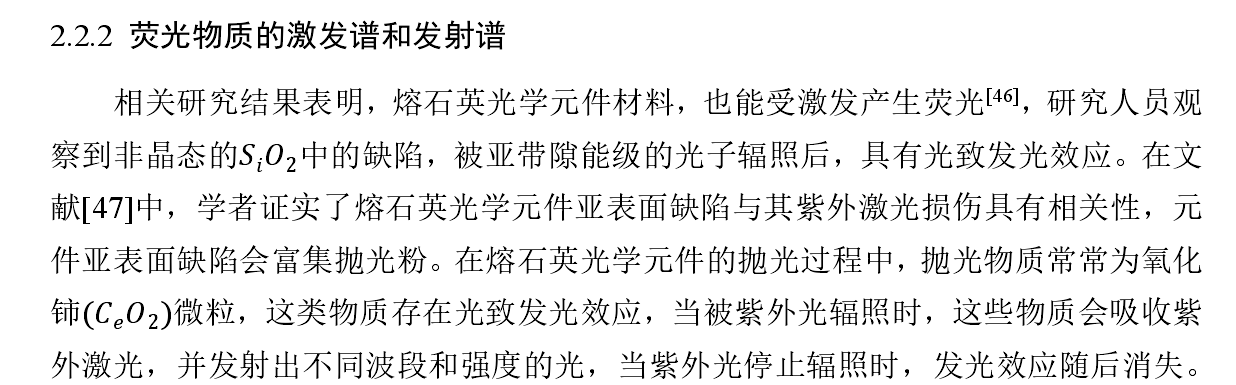 2.2.2 荧光物质的激发谱和发射谱
相关研究结果表明，熔石英光学元件材料，也能受激发产生荧光[46]，研究人员观
察到非晶态的SiO2中的缺陷，被亚带隙能级的光子辐照后，具有光致发光效应。在文
献[47]中，学者证实了熔石英光学元件亚表面缺陷与其紫外激光损伤具有相关性，元
件亚表面缺陷会富集抛光粉。在熔石英光学元件的抛光过程中，抛光物质常常为氧化
铈(CeO2)微粒，这类物质存在光致发光效应，当被紫外光辐照时，这些物质会吸收紫
外激光，并发射出不同波段和强度的光，当紫外光停止辐照时，发光效应随后消失。